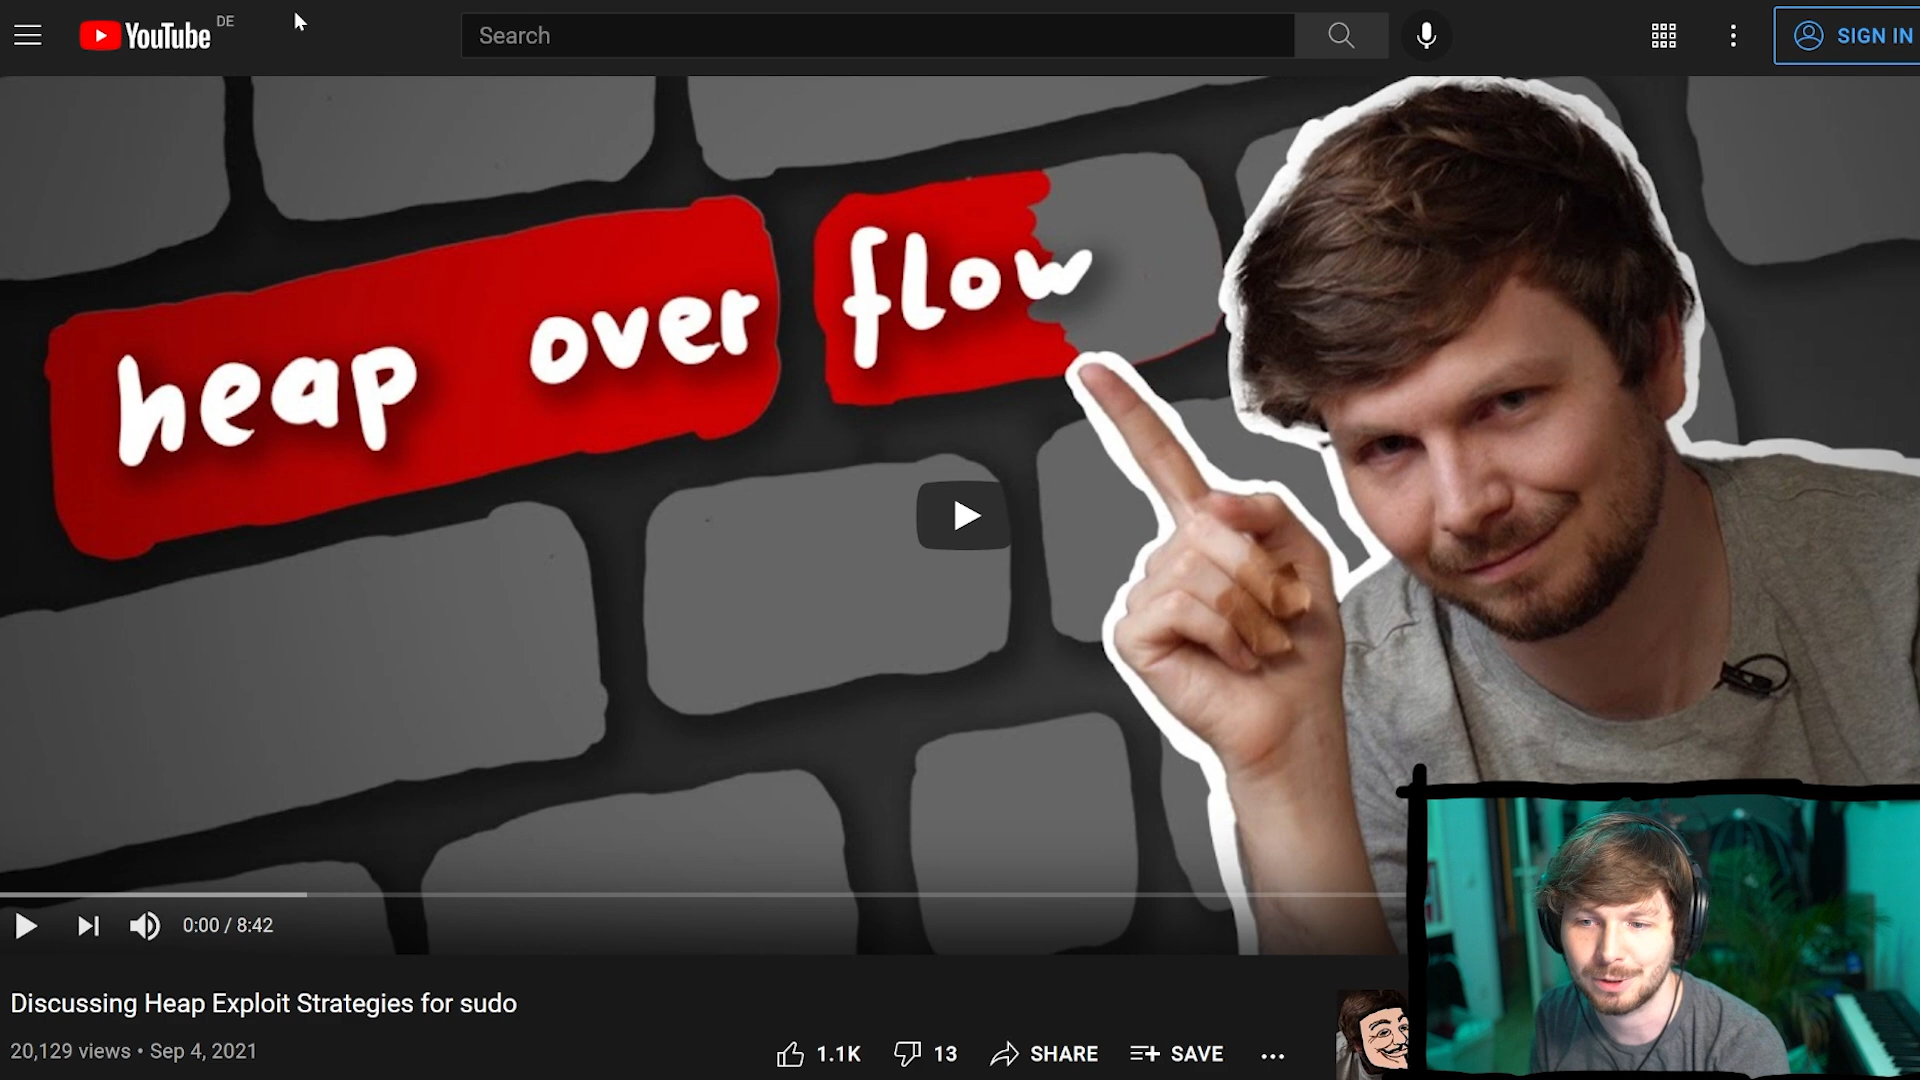 YouTube DE
Search
SIGN IN
heap over flow
0:00 / 8:42
Discussing Heap Exploit Strategies for sudo
20,129 views • Sep 4, 2021
1.1K
13
SHARE
SAVE